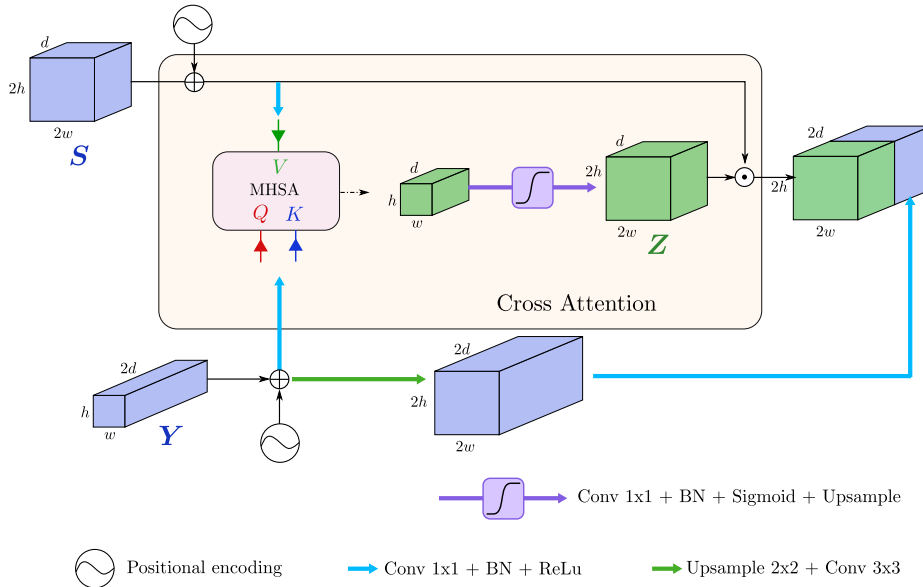 d
2h
2w
S
V
MHSA
Q K
d
h
w
d
2h
2w
Z
2d
2h
2w
Cross Attention
2d
h
w
Y
2d
2h
2w
Conv 1x1 + BN + Sigmoid + Upsample
Positional encoding
Conv 1x1 + BN + ReLu
Upsample 2x2 + Conv 3x3